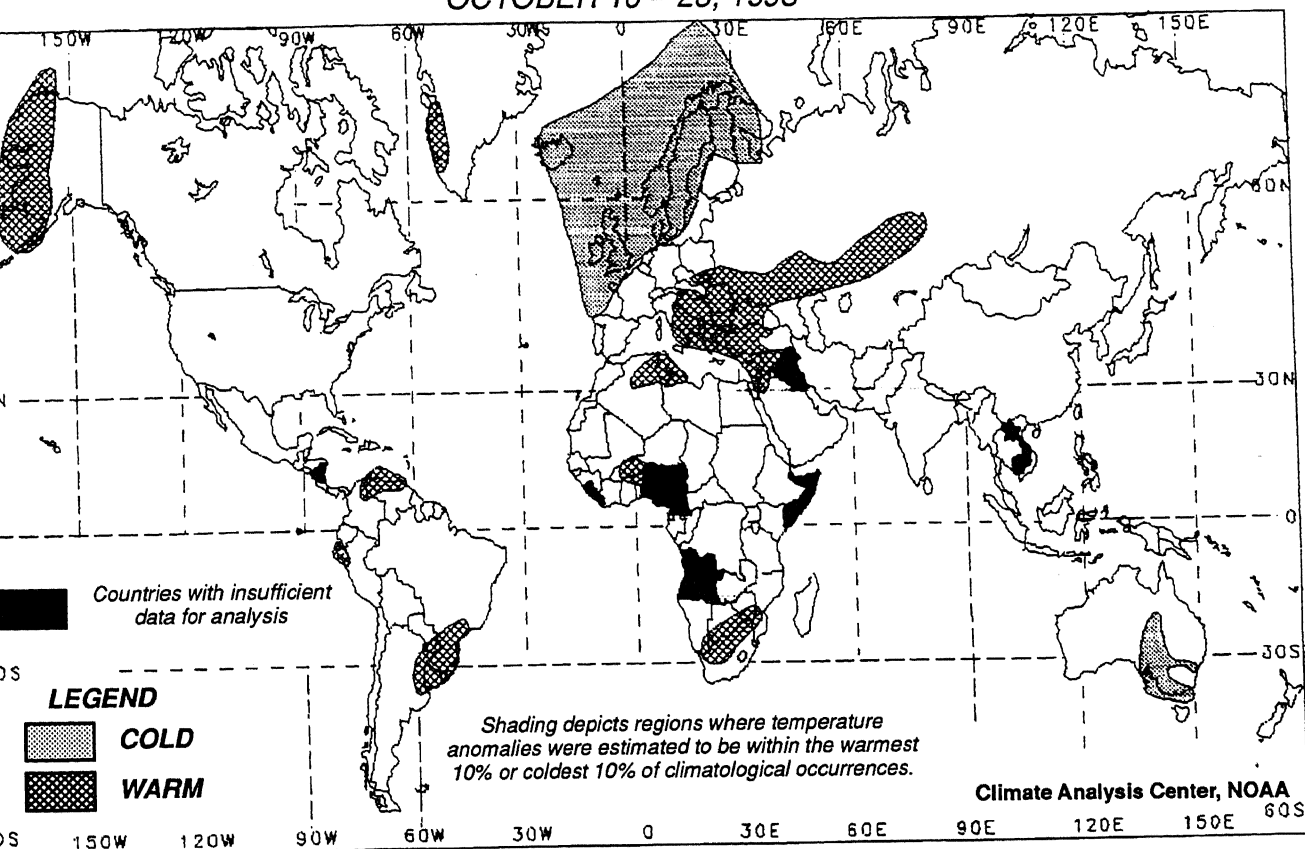 150W 120W 90W 60W 30W 0 30E 60E 90E 120E 150E
60N
30N
N
0
Countries with insufficient
data for analysis
30S
0S
LEGEND
COLD
WARM
Shading depicts regions where temperature
anomalies were estimated to be within the warmest
10% or coldest 10% of climatological occurrences.
Climate Analysis Center, NOAA
60S
0S 150W 120W 90W 60W 30W 0 30E 60E 90E 120E 150E